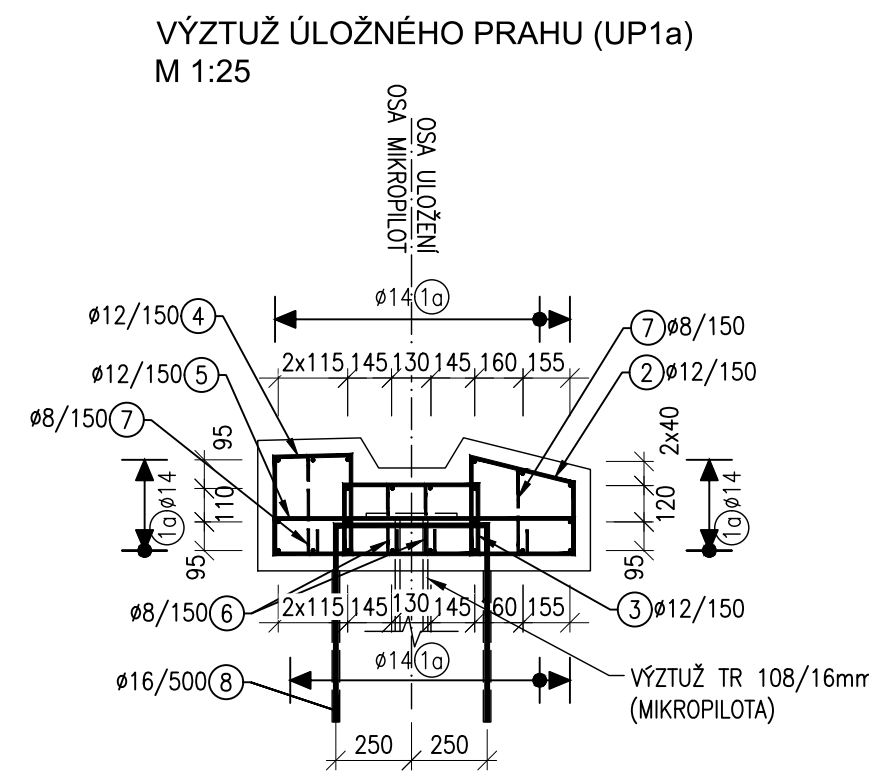 VÝZTUŽ ÚLOŽNÉHO PRAHU (UP1a)
M 1:25
OSA ULOŽENÍ
OSA MIKROPILOT
ø14 1a
ø12/150 4
7 ø8/150
2x115 145 130 145 160 155
ø12/150 5
2 ø12/150
ø8/150 7
95
2x40
110
1a ø14
120
1a ø14
95
95
ø8/150 6
2x115 145 130 145 160 155
3 ø12/150
ø14 1a
ø16/500 8
VÝZTUŽ TR 108/16mm
(MIKROPILOTA)
250 250